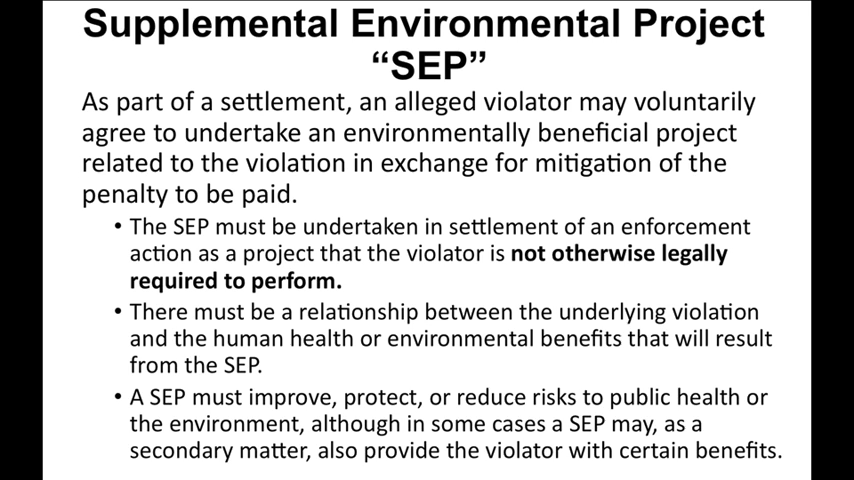 Supplemental Environmental Project
“SEP”
As part of a settlement, an alleged violator may voluntarily
agree to undertake an environmentally beneficial project
related to the violation in exchange for mitigation of the
penalty to be paid.
• The SEP must be undertaken in settlement of an enforcement
action as a project that the violator is not otherwise legally
required to perform.
• There must be a relationship between the underlying violation
and the human health or environmental benefits that will result
from the SEP.
• A SEP must improve, protect, or reduce risks to public health or
the environment, although in some cases a SEP may, as a
secondary matter, also provide the violator with certain benefits.